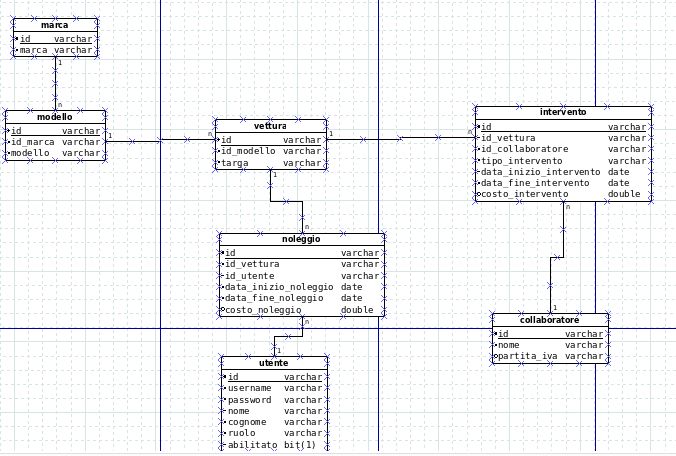 marca
id varchar
marca varchar
1
n
modello
id varchar
id_marca varchar
modello varchar
1
n
vettura
id varchar
id_modello varchar
targa varchar
1
n
1
n
intervento
id varchar
id_vettura varchar
id_collaboratore varchar
tipo_intervento varchar
data_inizio_intervento date
data_fine_intervento date
costo_intervento double
n
1
noleggio
id varchar
id_vettura varchar
id_utente varchar
data_inizio_noleggio date
data_fine_noleggio date
costo_noleggio double
n
1
collaboratore
id varchar
nome varchar
partita_iva varchar
utente
id varchar
username varchar
password varchar
nome varchar
cognome varchar
ruolo varchar
abilitato bit(1)